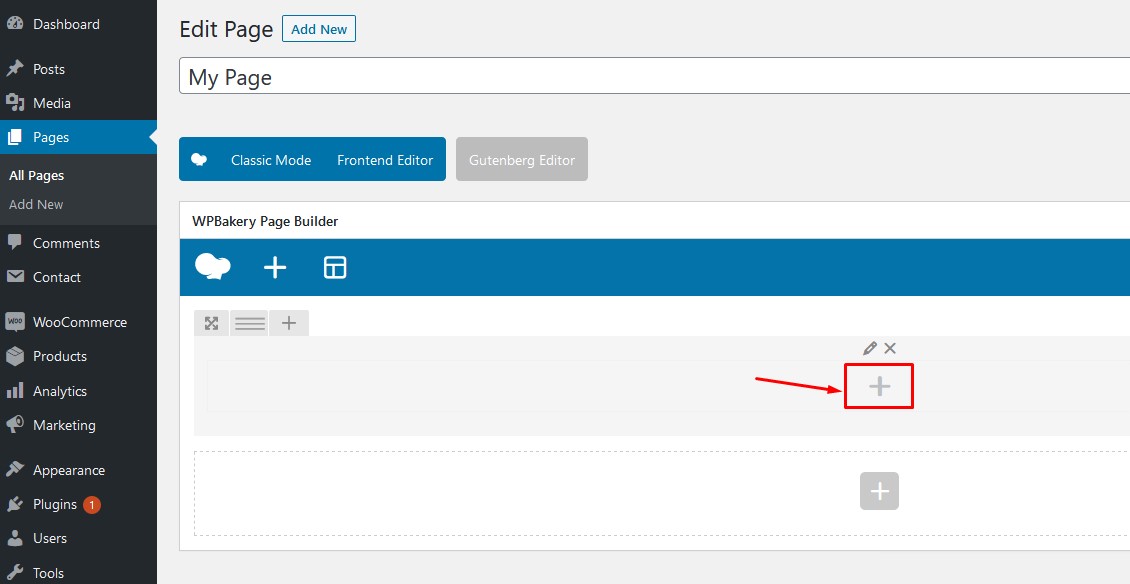 Dashboard
Posts
Media
Pages
All Pages
Add New
Comments
Contact
WooCommerce
Products
Analytics
Marketing
Appearance
Plugins 1
Users
Tools
Edit Page Add New
My Page
Classic Mode Frontend Editor Gutenberg Editor
WPBakery Page Builder